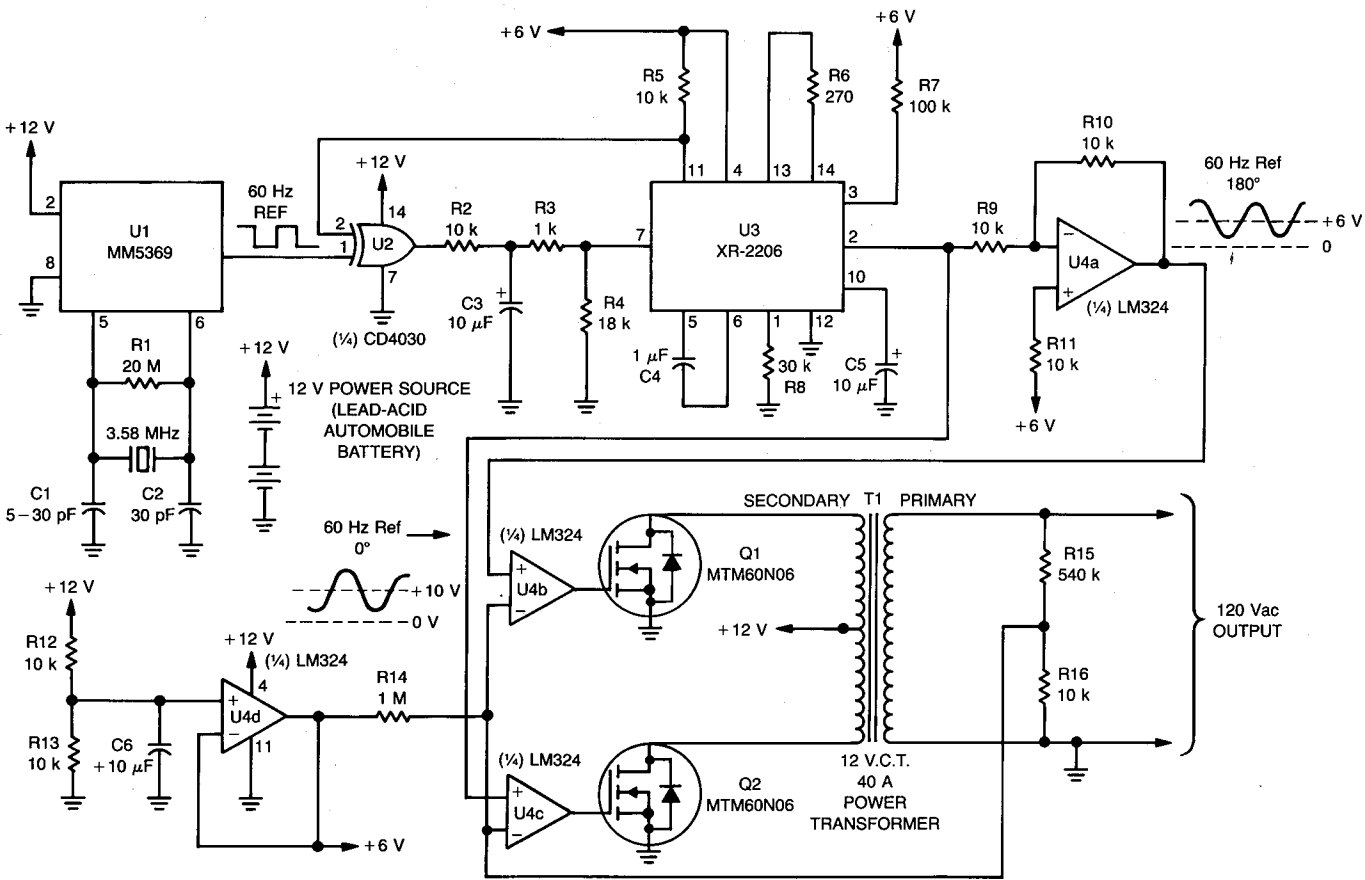 +6 V
+6 V
R5
10 k
R6
270
R7
100 k
R10
10 k
60 Hz Ref
180°
+6 V
0
+12 V
2
8
U1
MM5369
5
6
60 Hz
REF
+12 V
14
2
1
U2
7
(¼) CD4030
R2
10 k
R3
1 k
C3
+
10 µF
R4
18 k
11
4
13
14
3
7
U3
XR-2206
2
10
5
6
1
12
1 µF
C4
30 k
R8
C5
10 µF
+
R9
10 k
−
+
U4a
(¼) LM324
R11
10 k
+6 V
R1
20 M
3.58 MHz
C1
5–30 pF
C2
30 pF
+12 V
+
12 V POWER SOURCE
(LEAD-ACID
AUTOMOBILE
BATTERY)
60 Hz Ref
0°
+10 V
0 V
SECONDARY T1 PRIMARY
(¼) LM324
+
−
U4b
Q1
MTM60N06
+12 V
R15
540 k
R16
10 k
120 Vac
OUTPUT
+12 V
R12
10 k
R13
10 k
C6
+10 µF
+12 V
(¼) LM324
4
+
−
U4d
11
R14
1 M
+6 V
(¼) LM324
+
−
U4c
Q2
MTM60N06
12 V.C.T.
40 A
POWER
TRANSFORMER